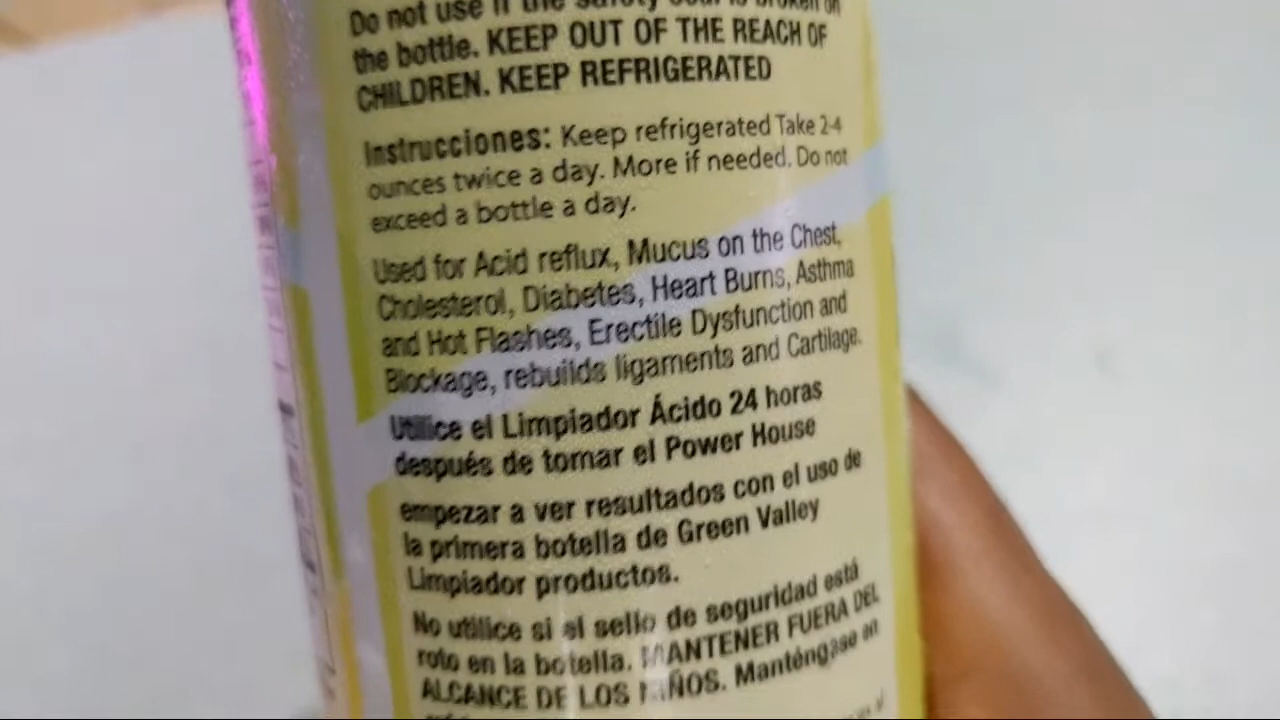 Do not use if the safety seal is broken on
the bottle. KEEP OUT OF THE REACH OF
CHILDREN. KEEP REFRIGERATED
Instrucciones: Keep refrigerated Take 2-4
ounces twice a day. More if needed. Do not
exceed a bottle a day.
Used for Acid reflux, Mucus on the Chest,
Cholesterol, Diabetes, Heart Burns, Asthma
and Hot Flashes, Erectile Dysfunction and
Blockage, rebuilds ligaments and Cartilage.
Utilice el Limpiador Ácido 24 horas
después de tomar el Power House
empezar a ver resultados con el uso de
la primera botella de Green Valley
Limpiador productos.
No utilice si el sello de seguridad está
roto en la botella. MANTENER FUERA DEL
ALCANCE DE LOS NIÑOS. Manténgase en